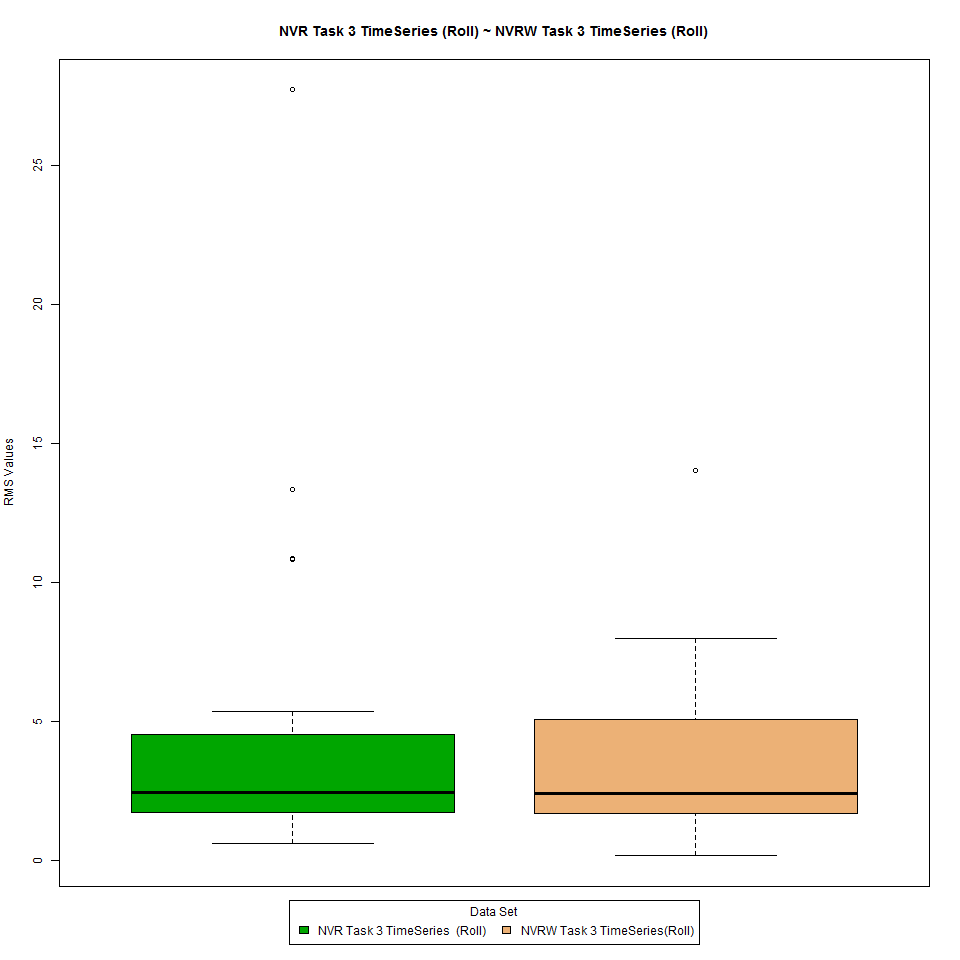 NVR Task 3 TimeSeries (Roll) ~ NVRW Task 3 TimeSeries (Roll)
RMS Values
25
20
15
10
5
0
Data Set
NVR Task 3 TimeSeries  (Roll)  NVRW Task 3 TimeSeries(Roll)